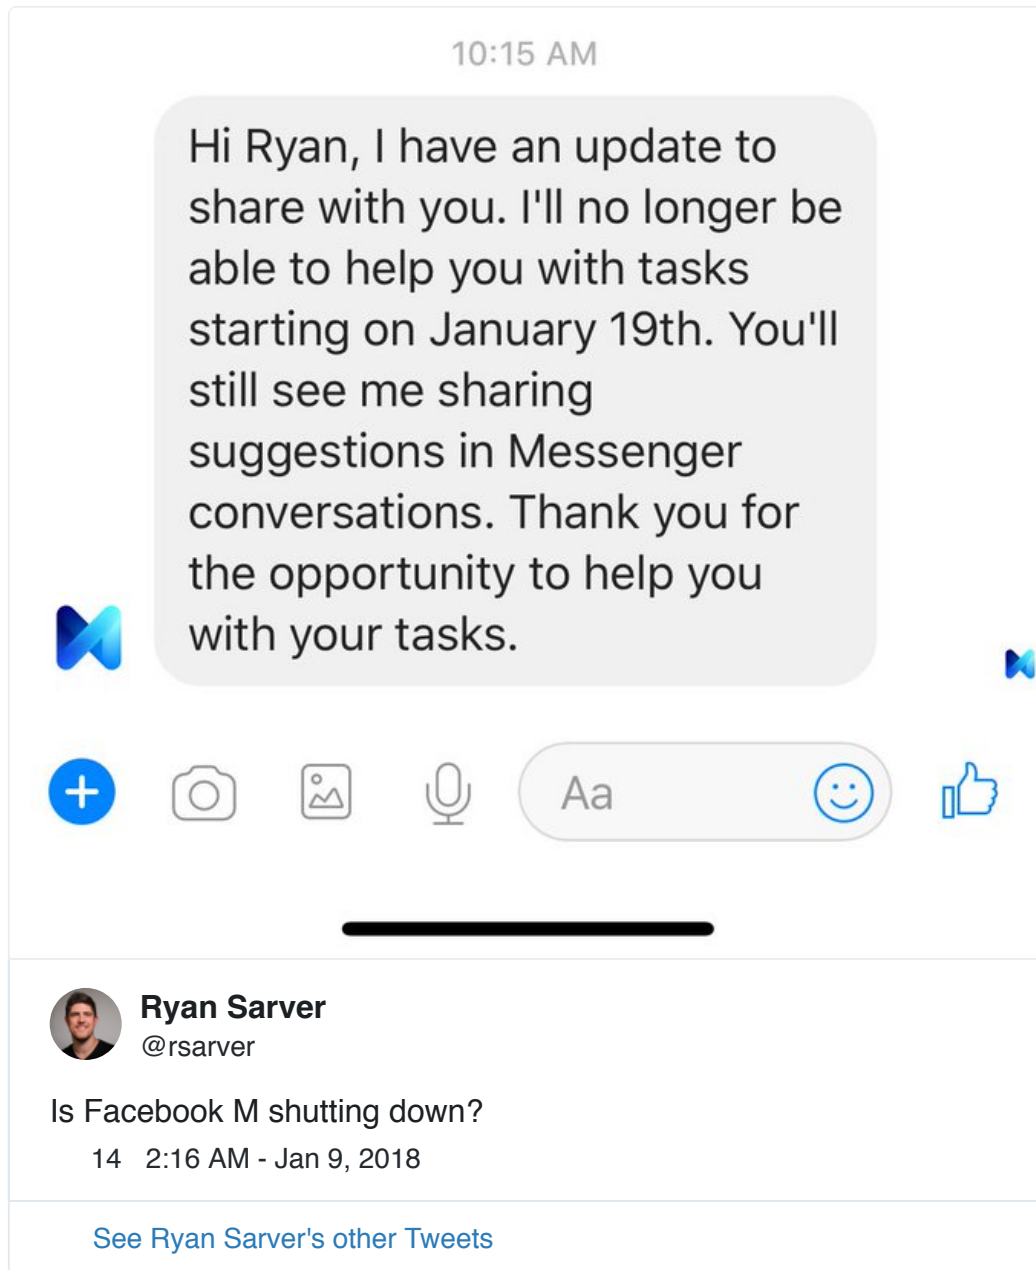 10:15 AM
Hi Ryan, I have an update to
share with you. I'll no longer be
able to help you with tasks
starting on January 19th. You'll
still see me sharing
suggestions in Messenger
conversations. Thank you for
the opportunity to help you
with your tasks.
Aa
Ryan Sarver
@rsarver
Is Facebook M shutting down?
14 2:16 AM - Jan 9, 2018
See Ryan Sarver's other Tweets